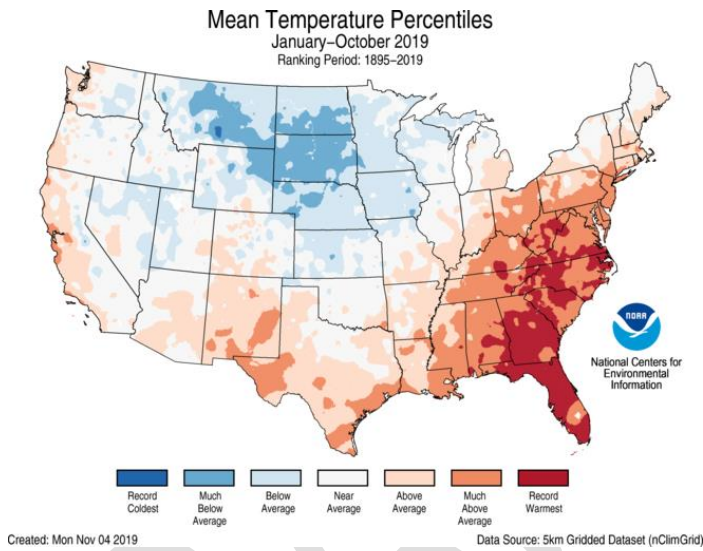 Mean Temperature Percentiles
January–October 2019
Ranking Period: 1895–2019
NOAA
National Centers for
Environmental
Information
Record
Coldest
Much
Below
Average
Below
Average
Near
Average
Above
Average
Much
Above
Average
Record
Warmest
Created: Mon Nov 04 2019
Data Source: 5km Gridded Dataset (nClimGrid)